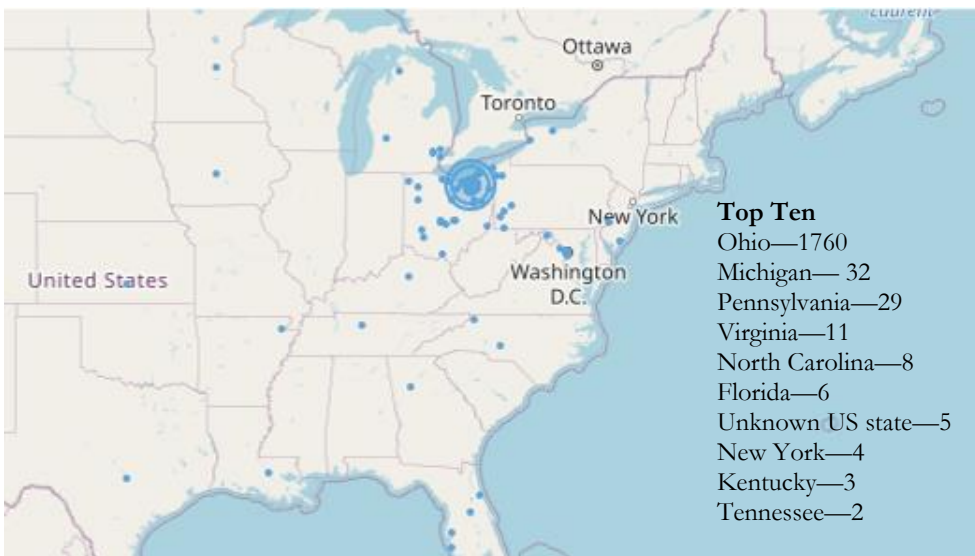 Laurent
Ottawa
Toronto
New York
United States
Washington
D.C.
Top Ten
Ohio—1760
Michigan— 32
Pennsylvania—29
Virginia—11
North Carolina—8
Florida—6
Unknown US state—5
New York—4
Kentucky—3
Tennessee—2